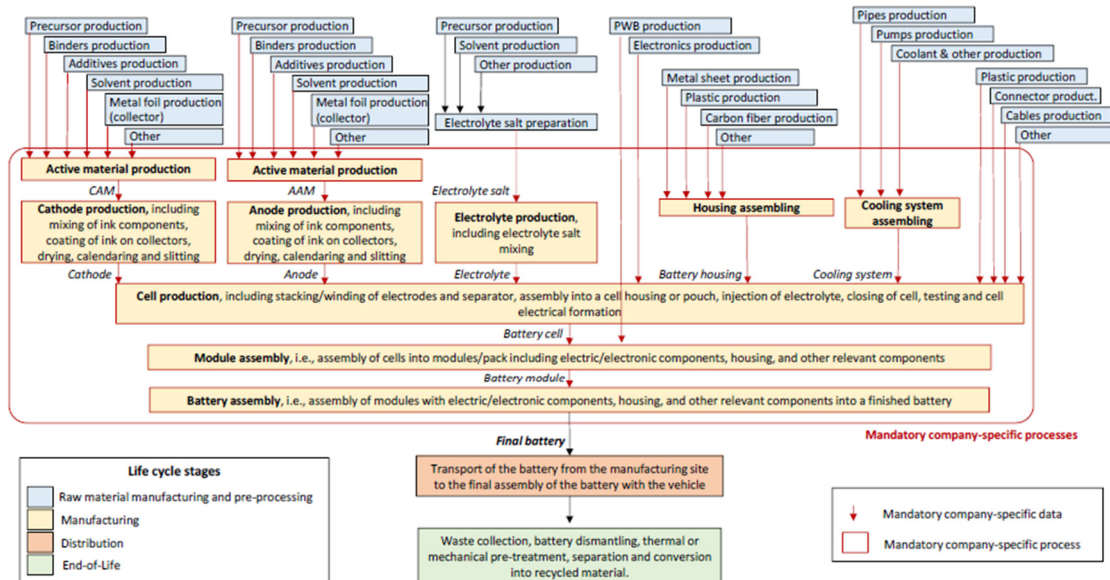 Precursor production
Binders production
Additives production
Solvent production
Metal foil production
(collector)
Other
Precursor production
Binders production
Additives production
Solvent production
Metal foil production
(collector)
Other
Precursor production
Solvent production
Other production
Electrolyte salt preparation
PWB production
Electronics production
Metal sheet production
Plastic production
Carbon fiber production
Other
Pipes production
Pumps production
Coolant & other production
Plastic production
Connector product.
Cables production
Other
Active material production
Active material production
CAM
AAM
Electrolyte salt
Cathode production, including
mixing of ink components,
coating of ink on collectors,
drying, calendaring and slitting
Anode production, including
mixing of ink components,
coating of ink on collectors,
drying, calendaring and slitting
Electrolyte production,
including electrolyte salt
mixing
Housing assembling
Cooling system
assembling
Cathode
Anode
Electrolyte
Battery housing
Cooling system
Cell production, including stacking/winding of electrodes and separator, assembly into a cell housing or pouch, injection of electrolyte, closing of cell, testing and cell
electrical formation
Battery cell
Module assembly, i.e., assembly of cells into modules/pack including electric/electronic components, housing, and other relevant components
Battery module
Battery assembly, i.e., assembly of modules with electric/electronic components, housing, and other relevant components into a finished battery
Mandatory company-specific processes
Final battery
Transport of the battery from the manufacturing site
to the final assembly of the battery with the vehicle
Waste collection, battery dismantling, thermal or
mechanical pre-treatment, separation and conversion
into recycled material.
Life cycle stages
Raw material manufacturing and pre-processing
Manufacturing
Distribution
End-of-Life
Mandatory company-specific data
Mandatory company-specific process